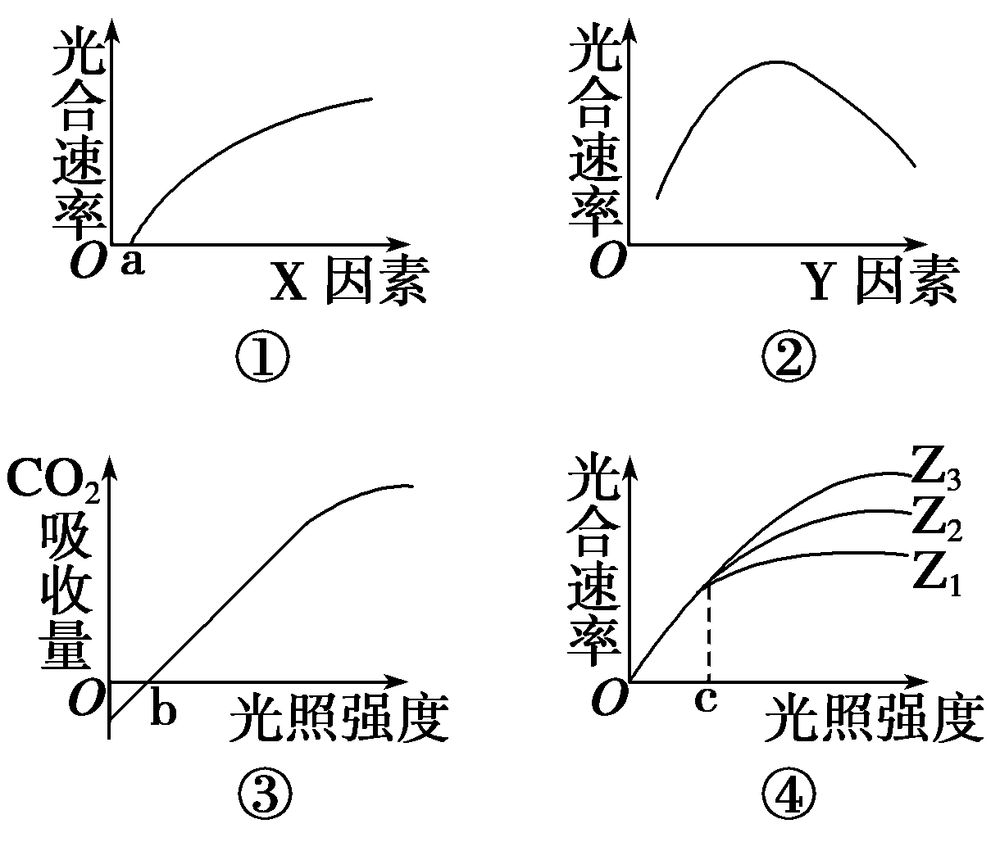 光合速率
O a X 因素
①
光合速率
O Y 因素
②
CO₂吸收量
O b 光照强度
③
光合速率
Z₃
Z₂
Z₁
O c 光照强度
④